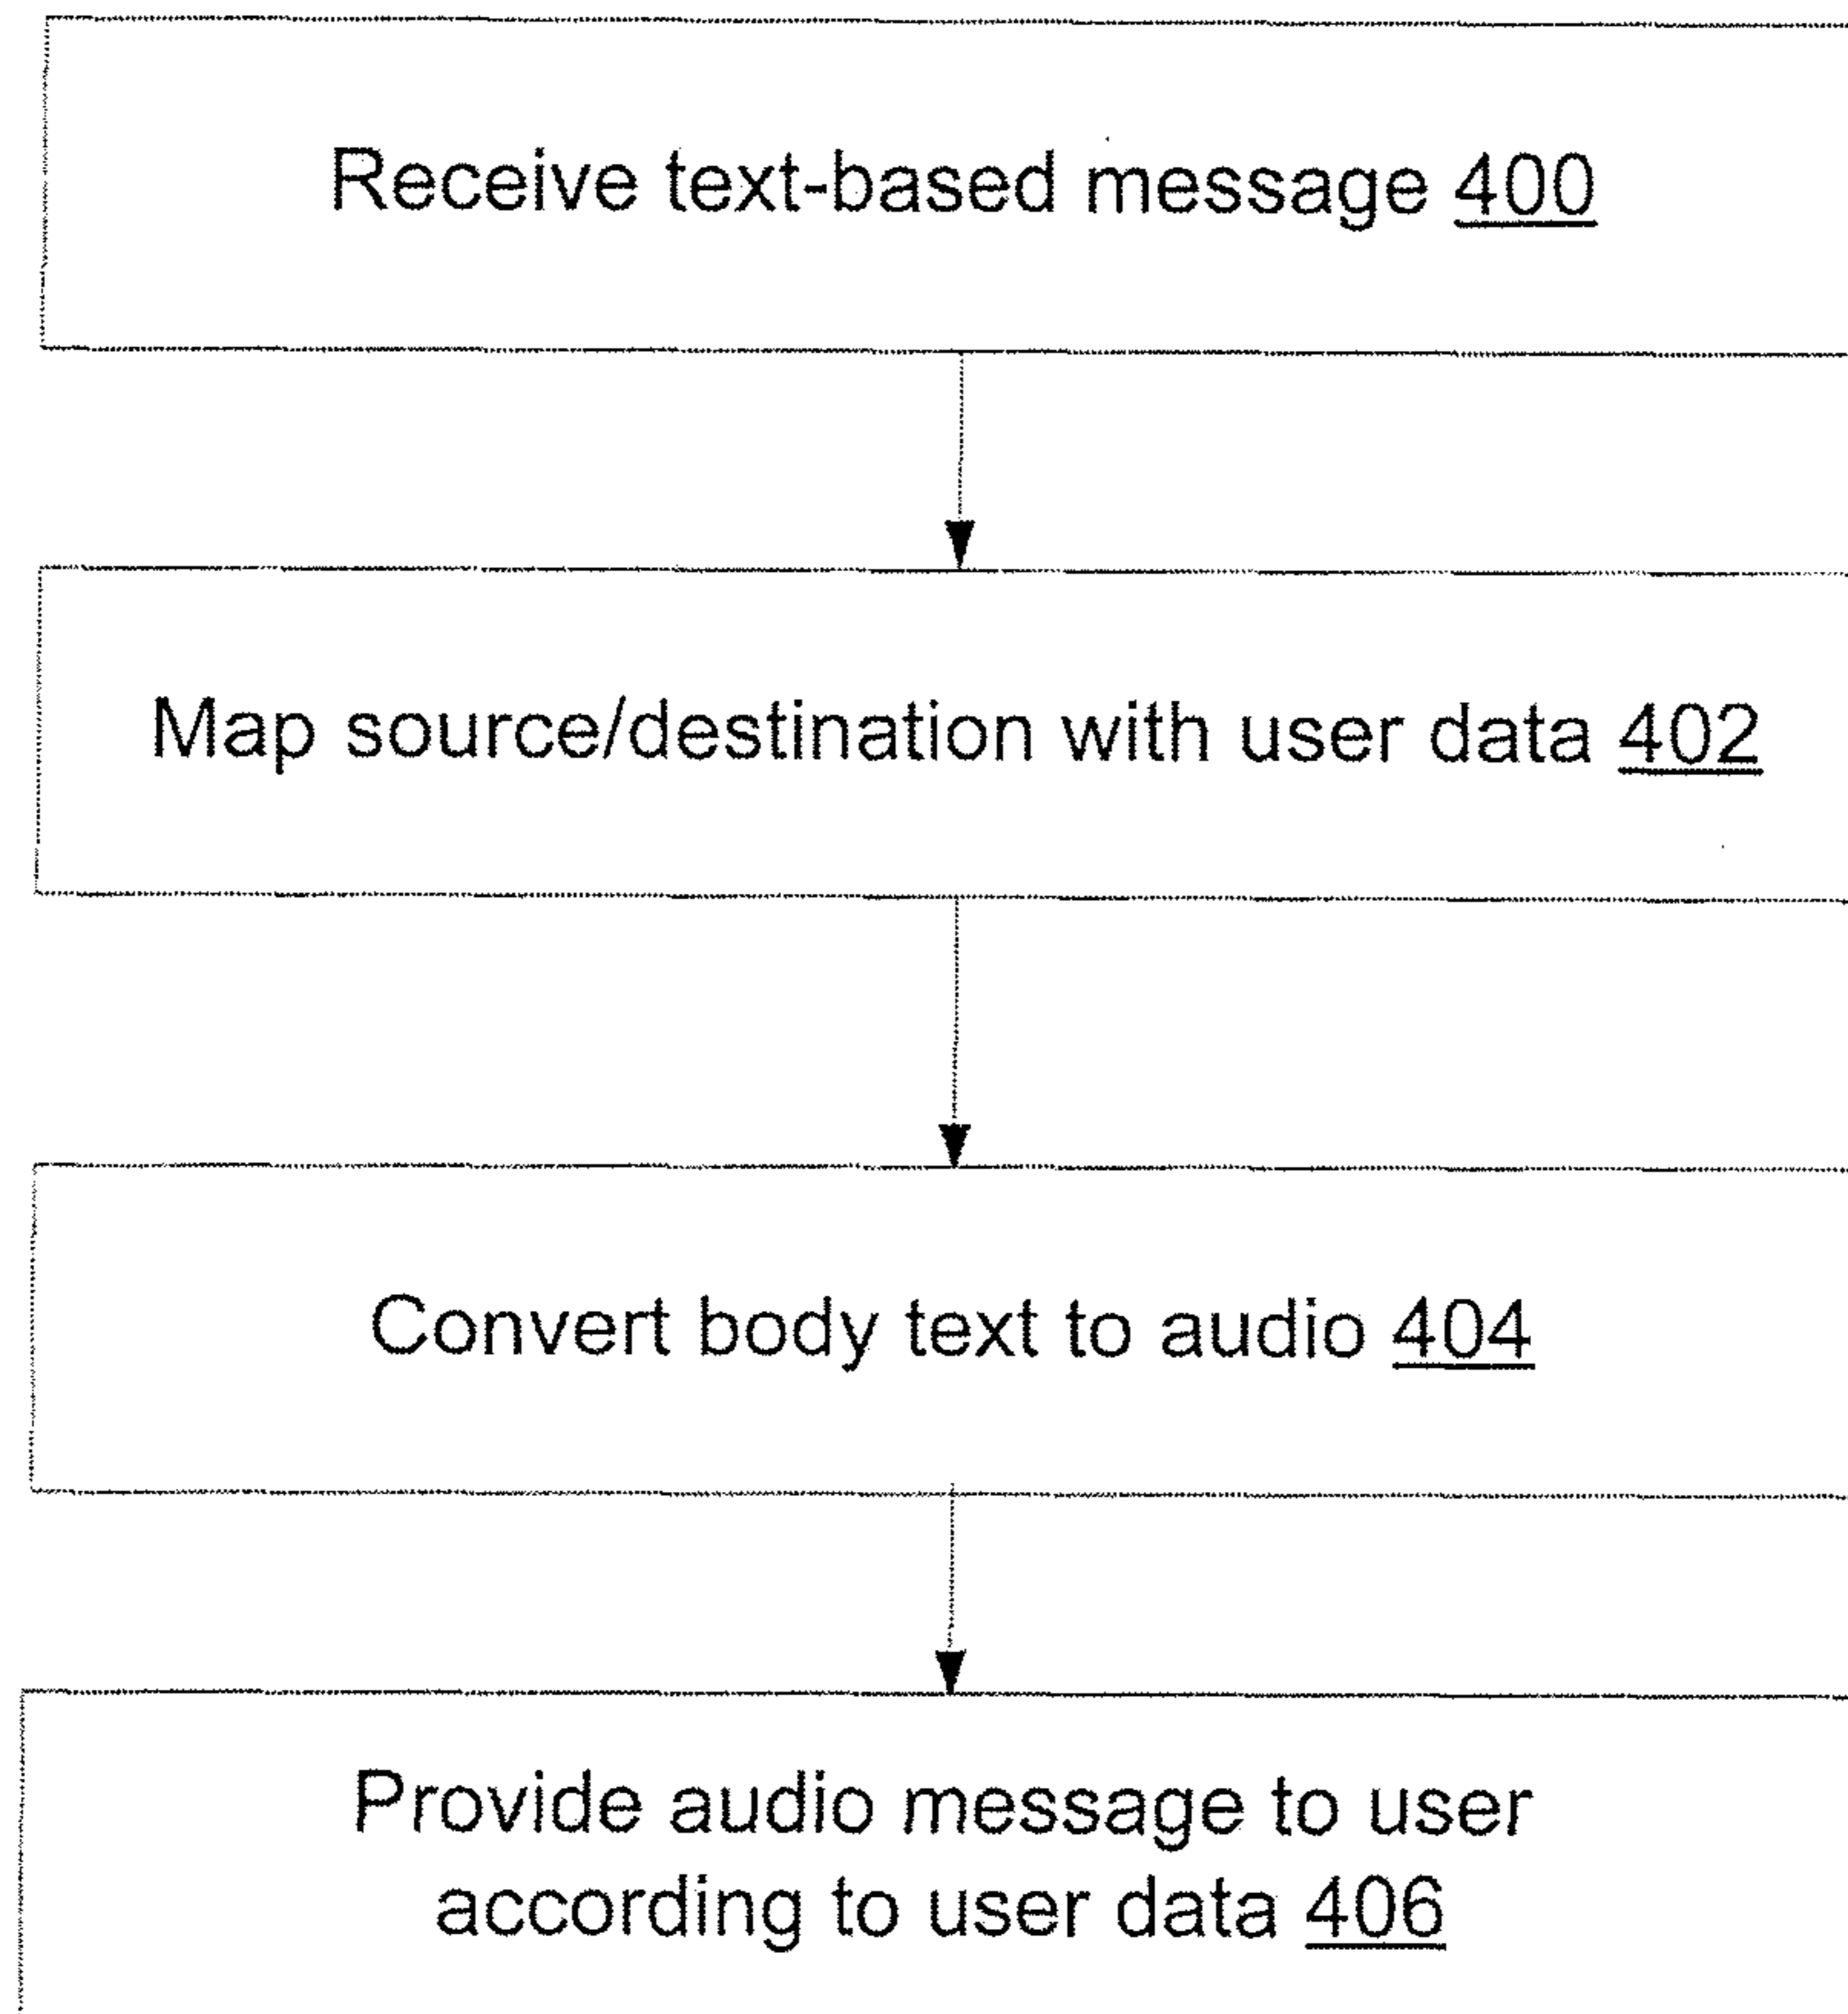 Receive text-based message 400
Map source/destination with user data 402
Convert body text to audio 404
Provide audio message to user
according to user data 406